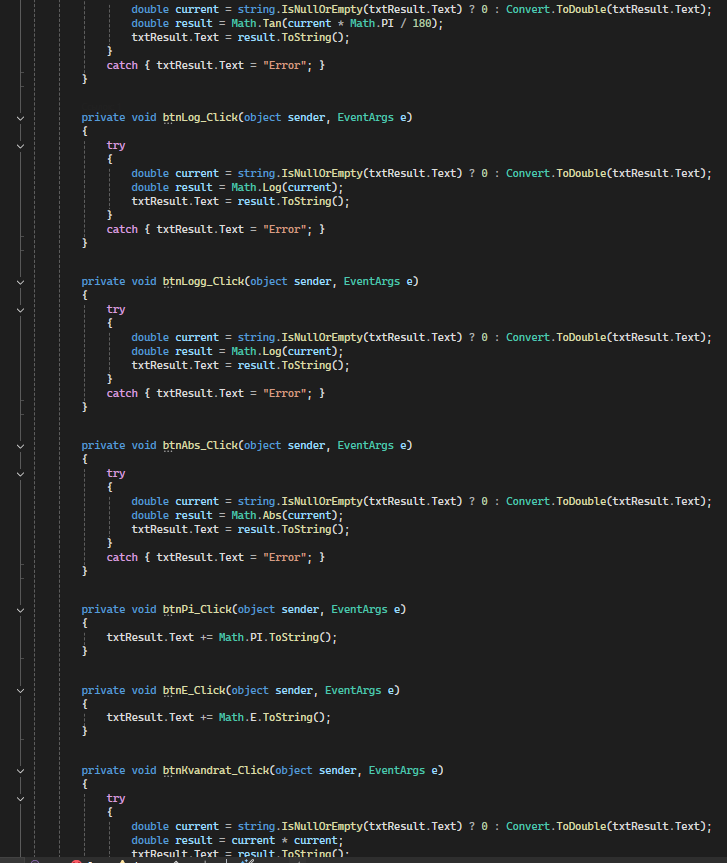 double current = string.IsNullOrEmpty(txtResult.Text) ? 0 : Convert.ToDouble(txtResult.Text);
            double result = Math.Tan(current * Math.PI / 180);
            txtResult.Text = result.ToString();
        }
        catch { txtResult.Text = "Error"; }
    }

    private void btnLog_Click(object sender, EventArgs e)
    {
        try
        {
            double current = string.IsNullOrEmpty(txtResult.Text) ? 0 : Convert.ToDouble(txtResult.Text);
            double result = Math.Log(current);
            txtResult.Text = result.ToString();
        }
        catch { txtResult.Text = "Error"; }
    }

    private void btnLogg_Click(object sender, EventArgs e)
    {
        try
        {
            double current = string.IsNullOrEmpty(txtResult.Text) ? 0 : Convert.ToDouble(txtResult.Text);
            double result = Math.Log(current);
            txtResult.Text = result.ToString();
        }
        catch { txtResult.Text = "Error"; }
    }

    private void btnAbs_Click(object sender, EventArgs e)
    {
        try
        {
            double current = string.IsNullOrEmpty(txtResult.Text) ? 0 : Convert.ToDouble(txtResult.Text);
            double result = Math.Abs(current);
            txtResult.Text = result.ToString();
        }
        catch { txtResult.Text = "Error"; }
    }

    private void btnPi_Click(object sender, EventArgs e)
    {
        txtResult.Text += Math.PI.ToString();
    }

    private void btnE_Click(object sender, EventArgs e)
    {
        txtResult.Text += Math.E.ToString();
    }

    private void btnKvandrat_Click(object sender, EventArgs e)
    {
        try
        {
            double current = string.IsNullOrEmpty(txtResult.Text) ? 0 : Convert.ToDouble(txtResult.Text);
            double result = current * current;
            txtResult.Text = result.ToString();